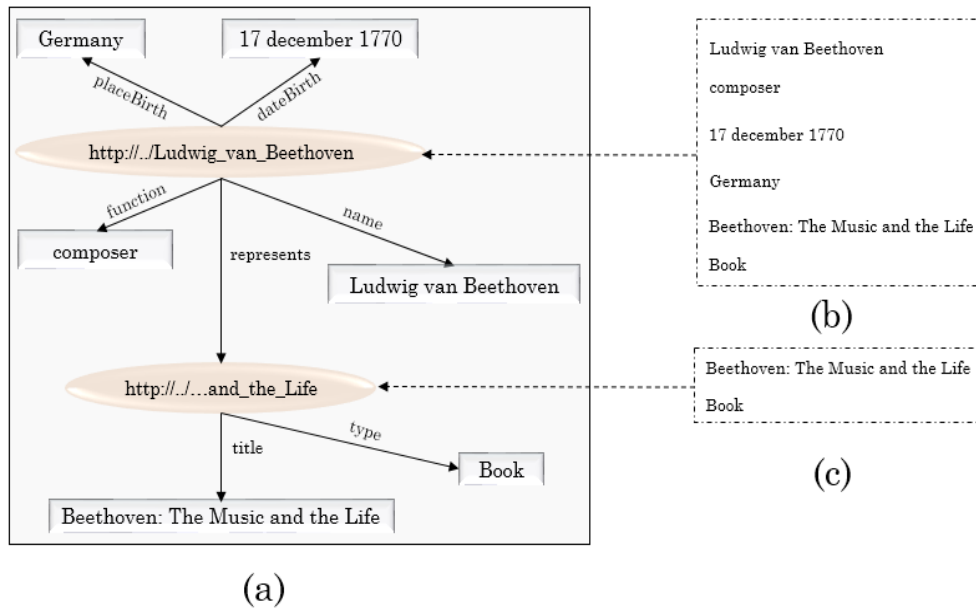 Germany
17 december 1770
placeBirth
dateBirth
http://../Ludwig_van_Beethoven
function
name
composer
represents
Ludwig van Beethoven
http://../...and_the_Life
title
type
Book
Beethoven: The Music and the Life
(a)
Ludwig van Beethoven
composer
17 december 1770
Germany
Beethoven: The Music and the Life
Book
(b)
Beethoven: The Music and the Life
Book
(c)